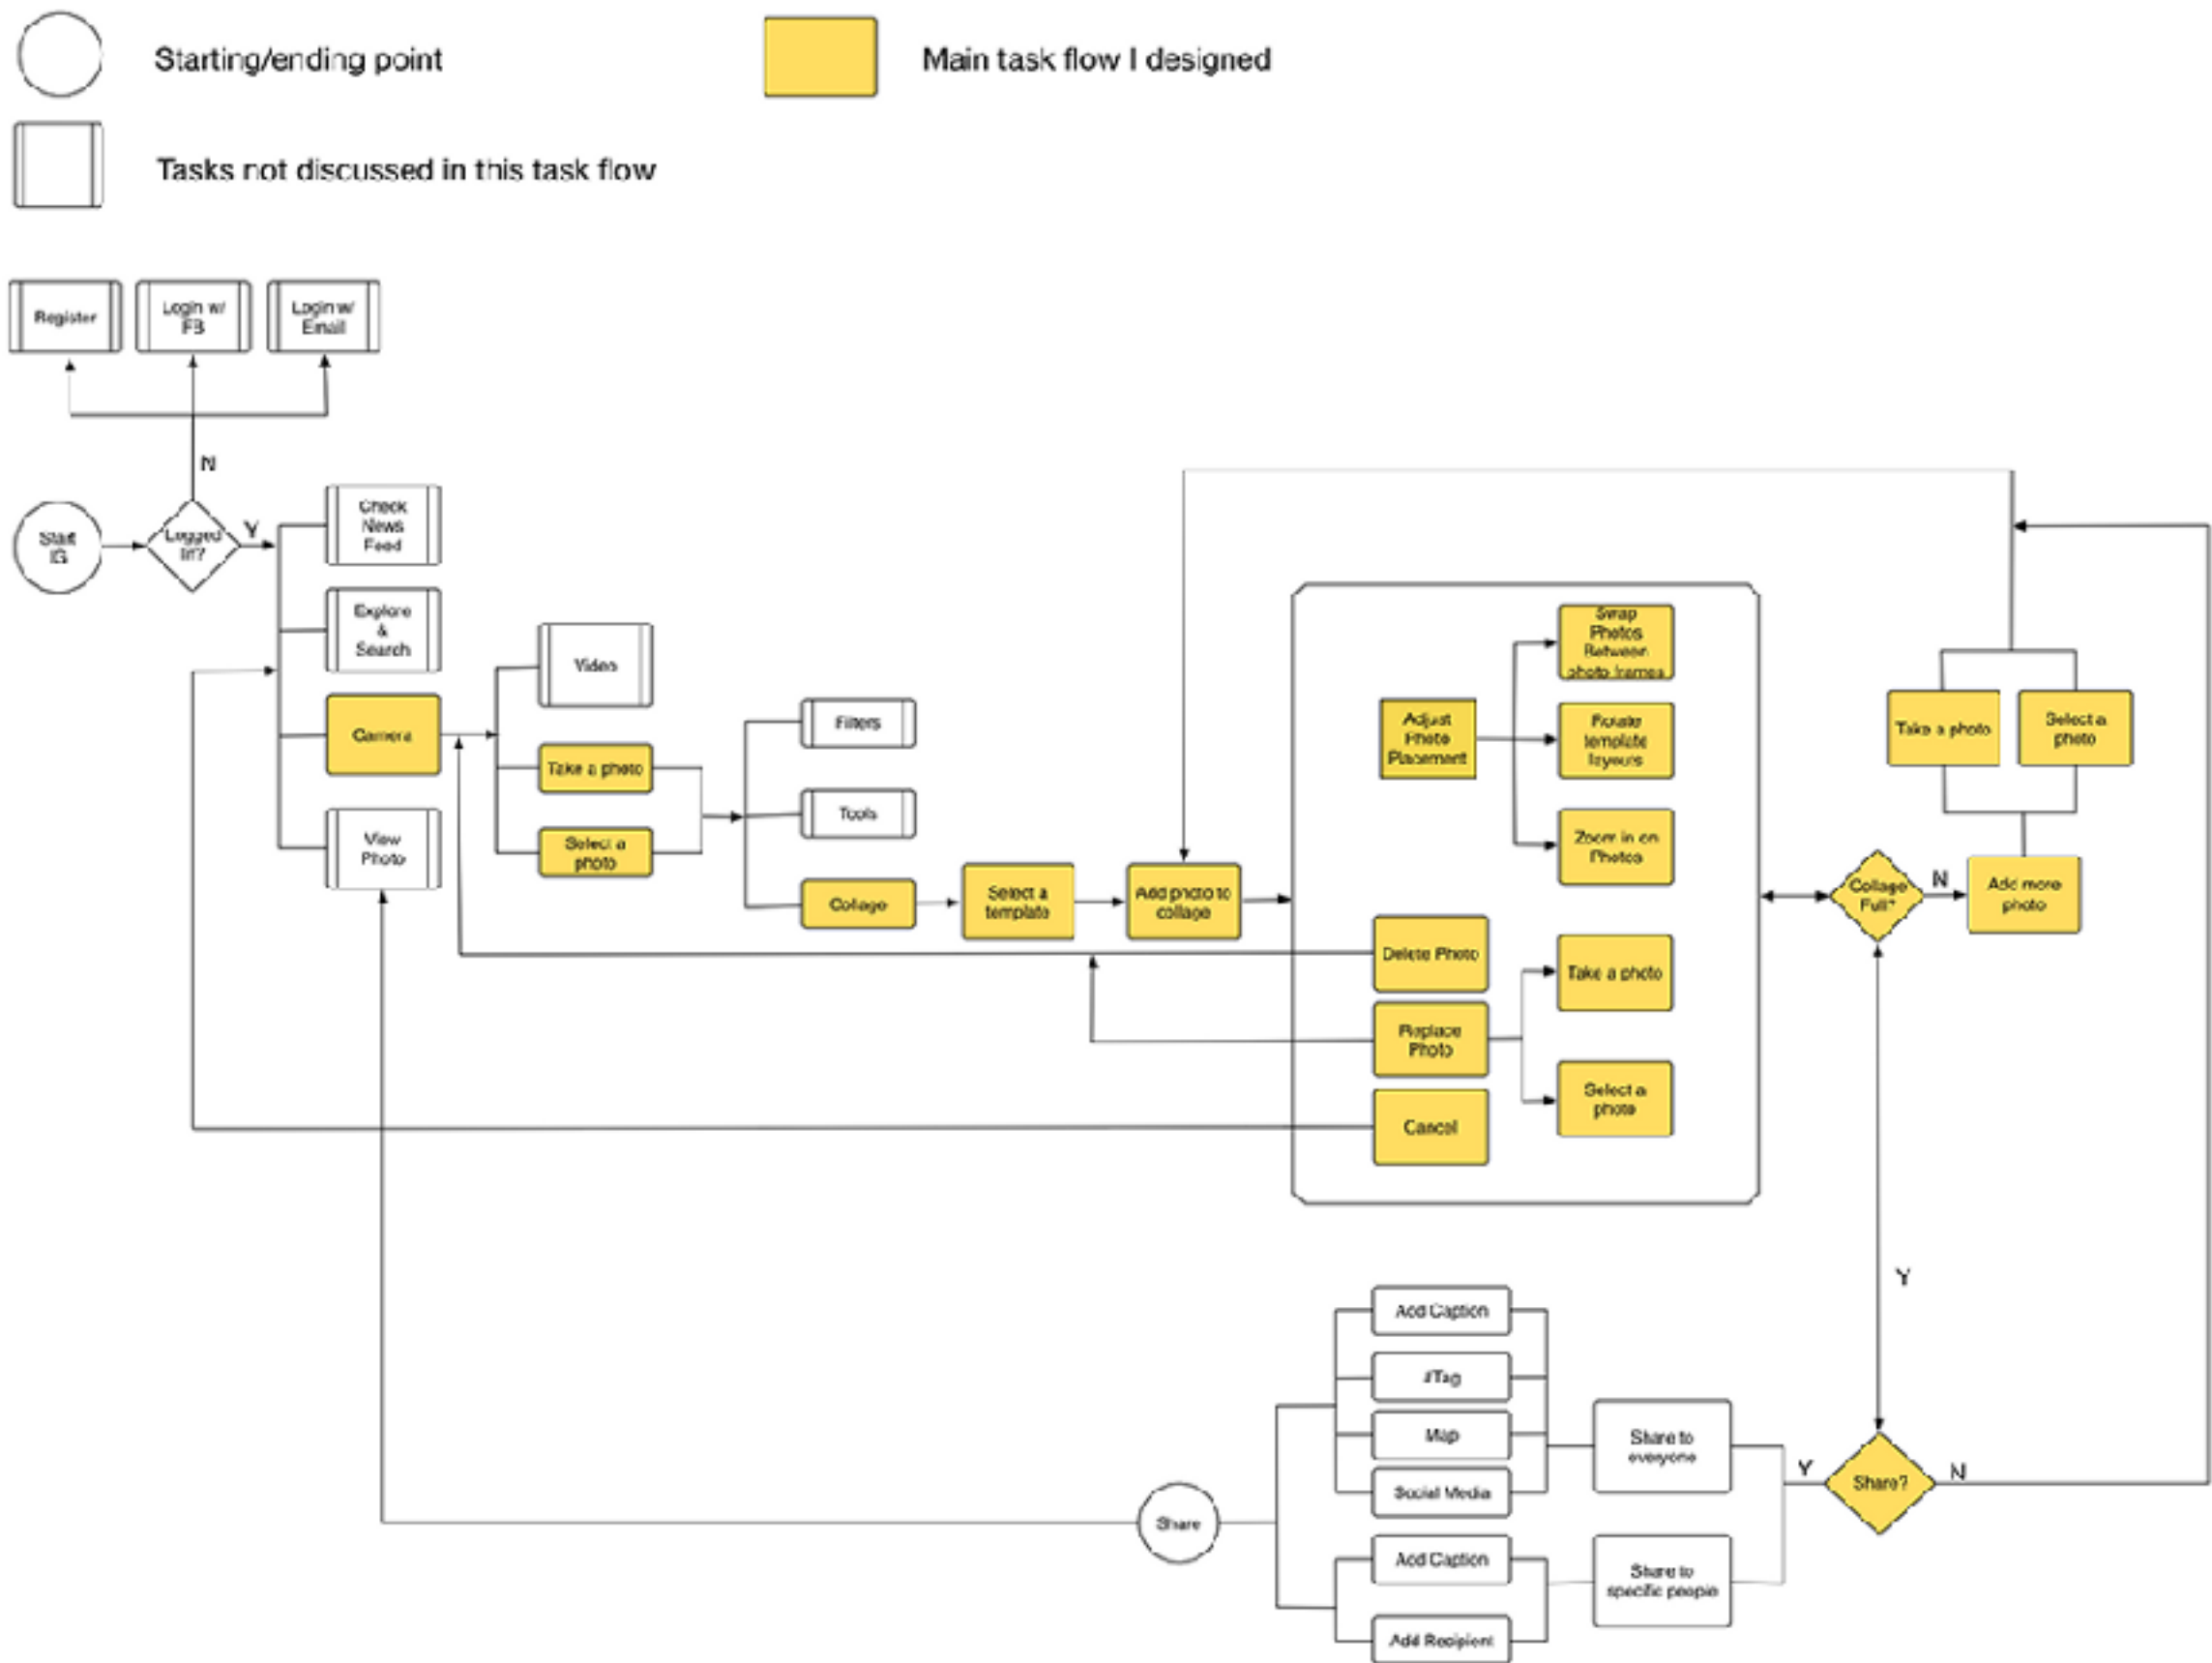 Starting/ending point
Main task flow I designed
Tasks not discussed in this task flow
Register
Login w/
FB
Login w/
Email
N
Start
IG
Logged
In?
Y
Check
News
Feed
Explore
&
Search
Camera
View
Photo
Video
Take a photo
Select a
photo
Filters
Tools
Collage
Select a
template
Add photo to
collage
Adjust
Photo
Placement
Swap
Photos
Between
photo frames
Rotate
template
layouts
Zoom in on
Photos
Delete Photo
Replace
Photo
Cancel
Take a photo
Select a
photo
Take a photo
Select a
photo
Collage
Full?
N
Add more
photo
Y
Share?
N
Y
Share to
everyone
Share to
specific people
Add Caption
#Tag
Map
Social Media
Add Caption
Add Recipient
Share